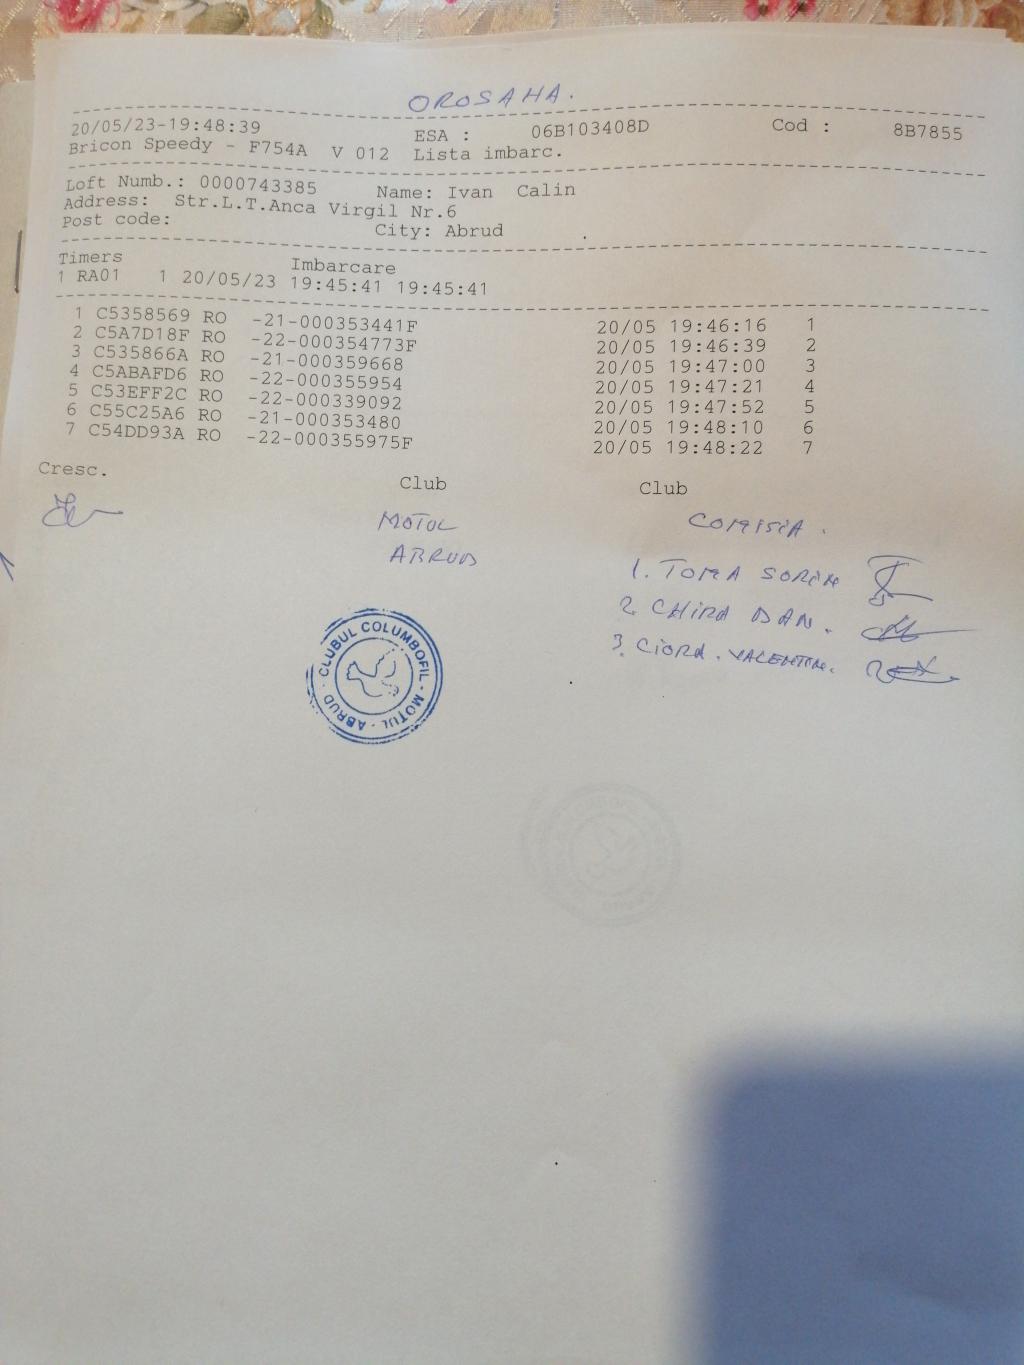 OROSAHA.
20/05/23-19:48:39 ESA : 06B103408D Cod : 8B7855
Bricon Speedy - F754A V 012 Lista imbarc.
Loft Numb.: 0000743385 Name: Ivan Calin
Address: Str.L.T.Anca Virgil Nr.6
Post code: City: Abrud
Timers Imbarcare
1 RA01 1 20/05/23 19:45:41 19:45:41
1 C5358569 RO -21-000353441F 20/05 19:46:16 1
2 C5A7D18F RO -22-000354773F 20/05 19:46:39 2
3 C535866A RO -21-000359668 20/05 19:47:00 3
4 C5ABAFD6 RO -22-000355954 20/05 19:47:21 4
5 C53EFF2C RO -22-000339092 20/05 19:47:52 5
6 C55C25A6 RO -21-000353480 20/05 19:48:10 6
7 C54DD93A RO -22-000355975F 20/05 19:48:22 7
Cresc. Club Club
MOTUL COMISIA.
ABRUD
1. TOMA SORIN
2. CHIRA DAN.
3. CIORA. VALENTIN.
CLUBUL COLUMBOFIL - MOTUL - ABRUD -